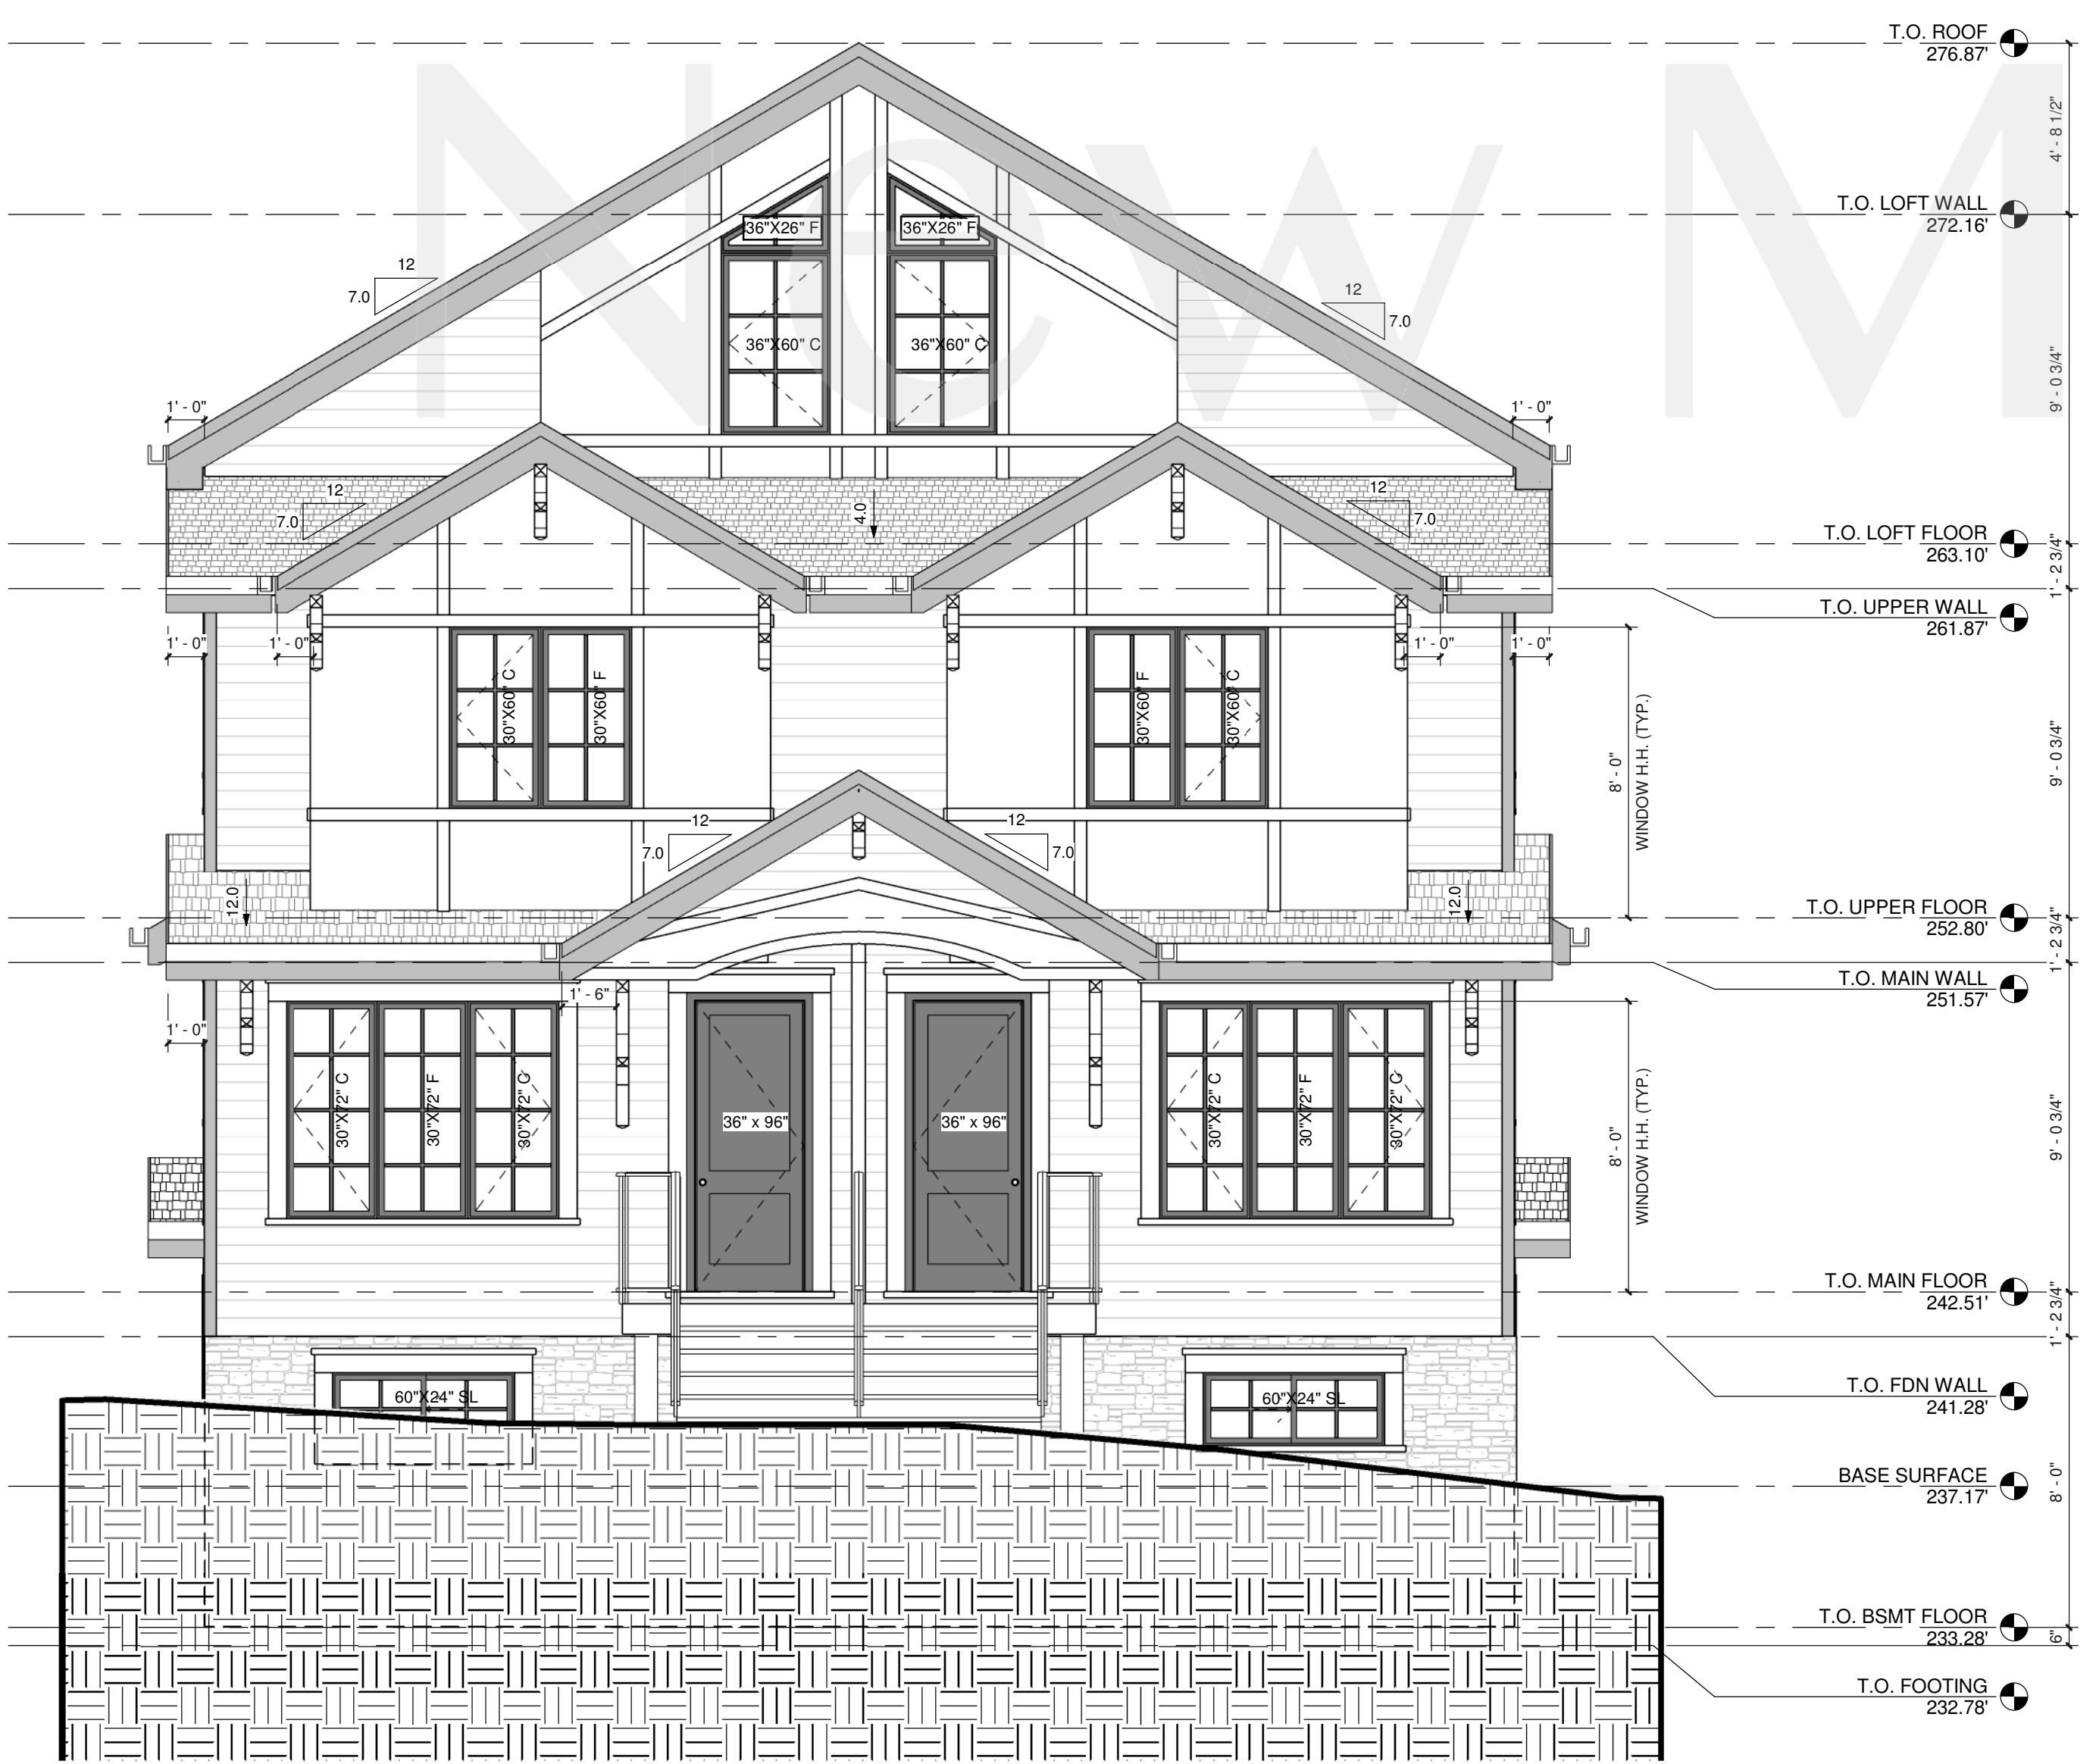 New M
T.O. ROOF
276.87'
4' - 8 1/2"
T.O. LOFT WALL
272.16'
36"X26" F
36"X26" F
12
7.0
12
7.0
36"X60" C
36"X60" C
9' - 0 3/4"
1' - 0"
1' - 0"
12
7.0
4.0
12
7.0
T.O. LOFT FLOOR
263.10'
1' - 2 3/4"
T.O. UPPER WALL
261.87'
1' - 0"
1' - 0"
1' - 0"
1' - 0"
30"X60" C
30"X60" F
30"X60" F
30"X60" C
8' - 0"
WINDOW H.H. (TYP.)
9' - 0 3/4"
12
7.0
12
7.0
12.0
12.0
T.O. UPPER FLOOR
252.80'
1' - 2 3/4"
T.O. MAIN WALL
251.57'
1' - 6"
1' - 0"
30"X72" C
30"X72" F
30"X72" C
36" x 96"
36" x 96"
30"X72" C
30"X72" F
30"X72" C
8' - 0"
WINDOW H.H. (TYP.)
9' - 0 3/4"
T.O. MAIN FLOOR
242.51'
1' - 2 3/4"
T.O. FDN WALL
241.28'
60"X24" SL
60"X24" SL
BASE SURFACE
237.17'
8' - 0"
T.O. BSMT FLOOR
233.28'
6"
T.O. FOOTING
232.78'